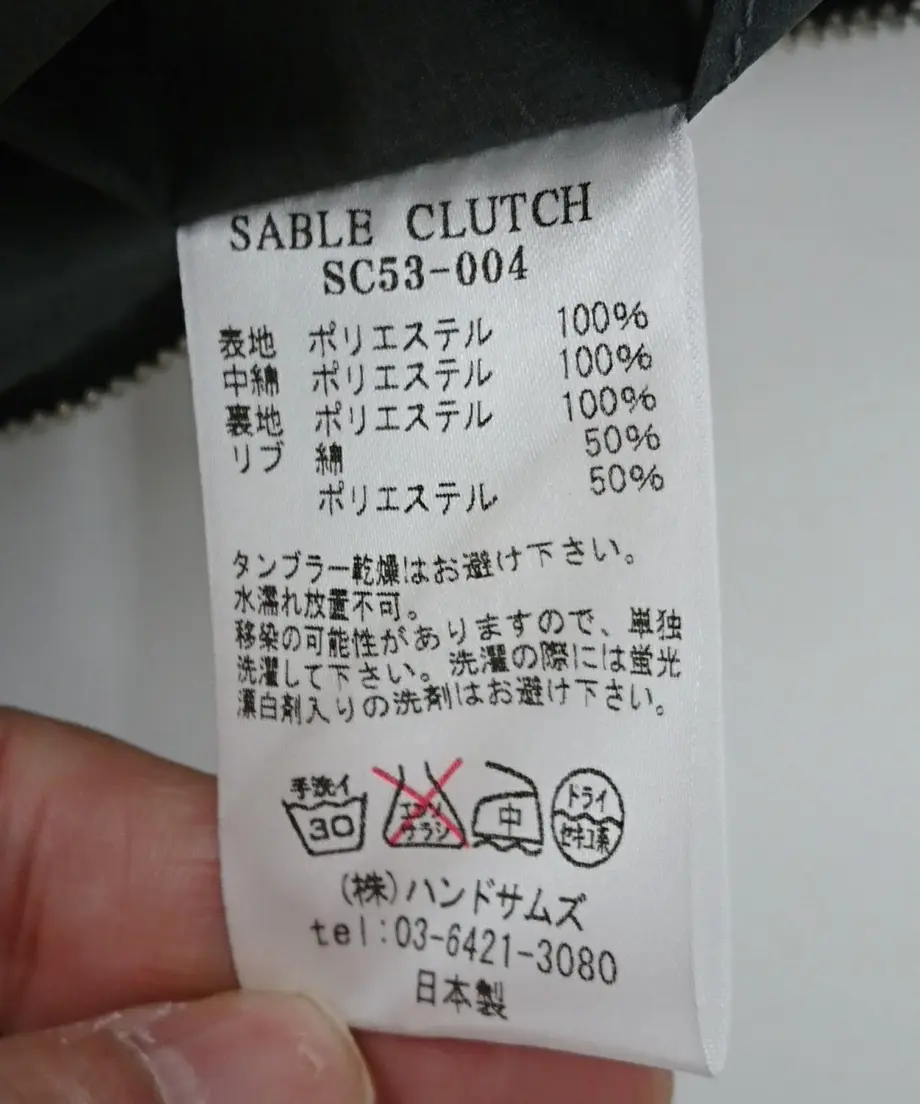 SABLE CLUTCH
SC53-004
表地 ポリエステル 100%
中綿 ポリエステル 100%
裏地 ポリエステル 100%
リブ 綿 50%
ポリエステル 50%
タンブラー乾燥はお避け下さい。
水濡れ放置不可。
移染の可能性がありますので、単独
洗濯して下さい。洗濯の際には蛍光
漂白剤入りの洗剤はお避け下さい。
手洗イ 30 エンソサラシ 中 ドライ セキユ系
(株)ハンドサムズ
tel:03-6421-3080
日本製